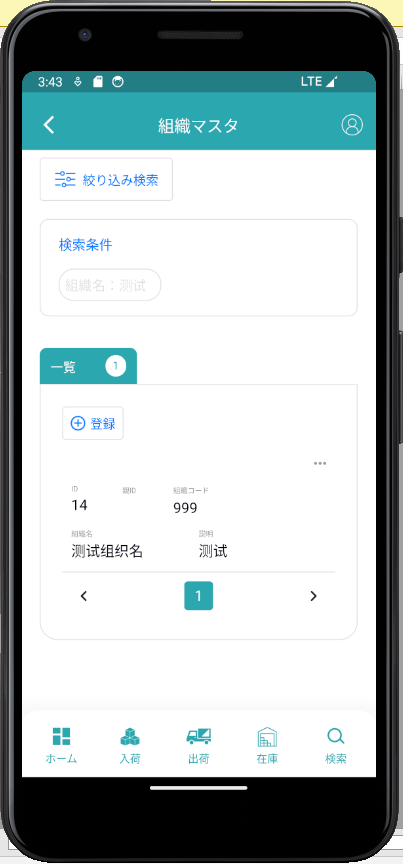 3:43 LTE
組織マスタ
絞り込み検索
検索条件
組織名：测试
一覧 1
登録
ID 親ID 組織コード
14 999
組織名 説明
测试组织名 测试
1
ホーム 入荷 出荷 在庫 検索